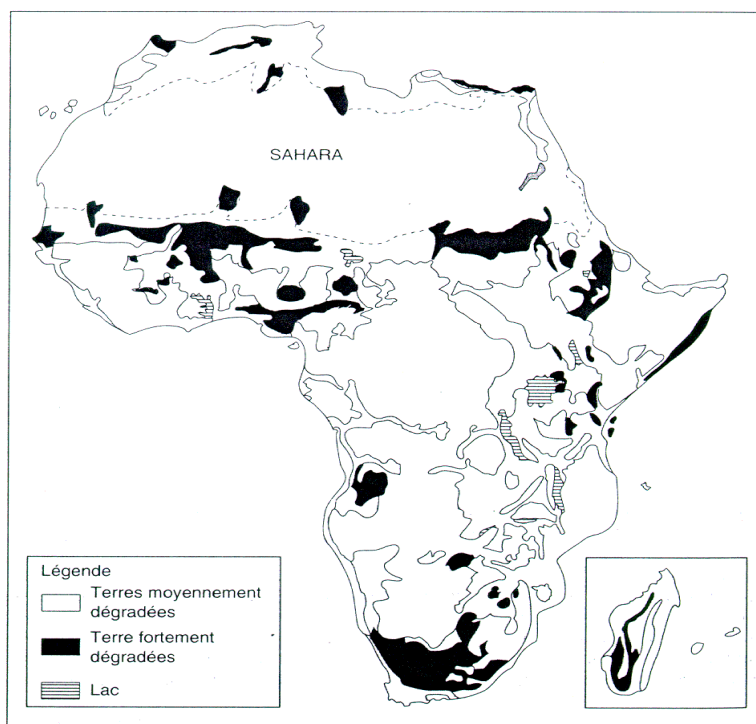 SAHARA
Légende
Terres moyennement
dégradées
Terre fortement
dégradées
Lac